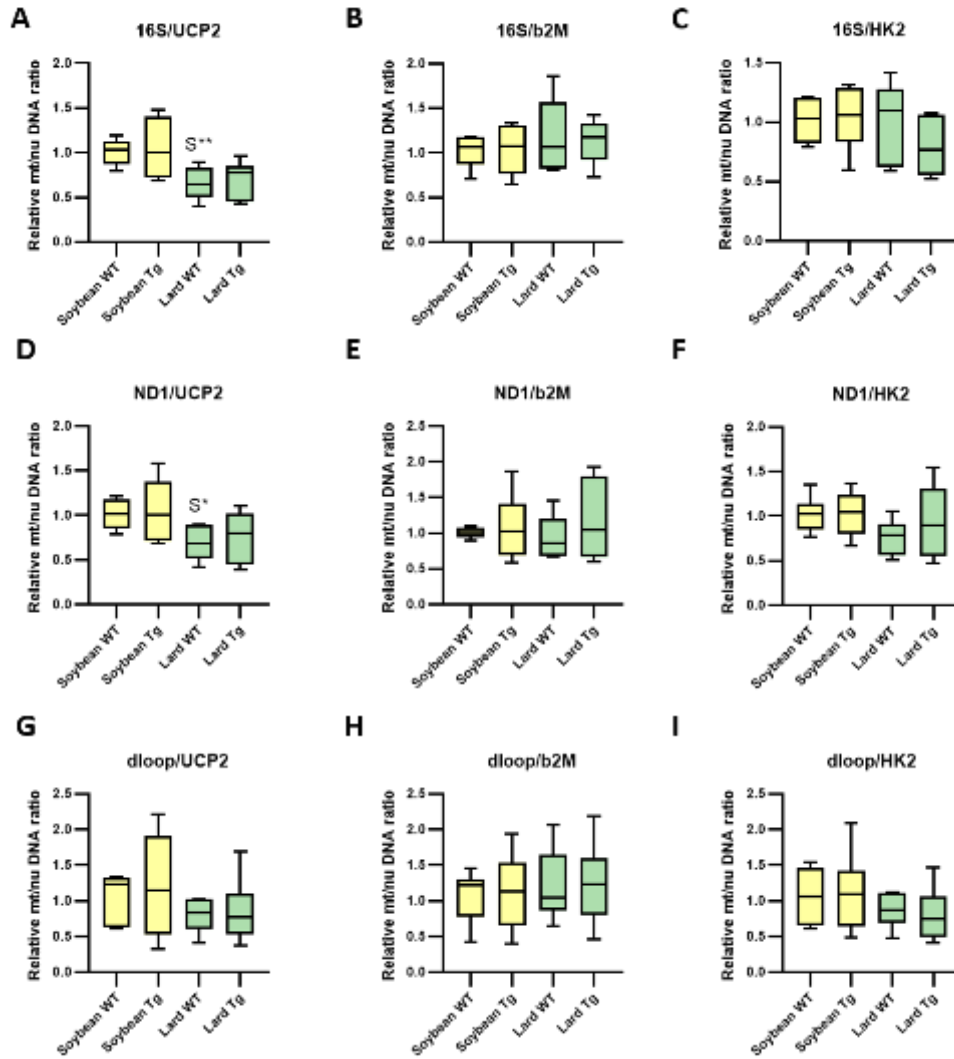 A
16S/UCP2
Relative mt/nu DNA ratio
2.0
1.5
1.0
0.5
0.0
S**
Soybean WT
Soybean Tg
Lard WT
Lard Tg
B
16S/b2M
Relative mt/nu DNA ratio
2.0
1.5
1.0
0.5
0.0
Soybean WT
Soybean Tg
Lard WT
Lard Tg
C
16S/HK2
Relative mt/nu DNA ratio
1.5
1.0
0.5
0.0
Soybean WT
Soybean Tg
Lard WT
Lard Tg
D
ND1/UCP2
Relative mt/nu DNA ratio
2.0
1.5
1.0
0.5
0.0
S*
Soybean WT
Soybean Tg
Lard WT
Lard Tg
E
ND1/b2M
Relative mt/nu DNA ratio
2.5
2.0
1.5
1.0
0.5
0.0
Soybean WT
Soybean Tg
Lard WT
Lard Tg
F
ND1/HK2
Relative mt/nu DNA ratio
2.0
1.5
1.0
0.5
0.0
Soybean WT
Soybean Tg
Lard WT
Lard Tg
G
dloop/UCP2
Relative mt/nu DNA ratio
2.5
2.0
1.5
1.0
0.5
0.0
Soybean WT
Soybean Tg
Lard WT
Lard Tg
H
dloop/b2M
Relative mt/nu DNA ratio
2.5
2.0
1.5
1.0
0.5
0.0
Soybean WT
Soybean Tg
Lard WT
Lard Tg
I
dloop/HK2
Relative mt/nu DNA ratio
2.5
2.0
1.5
1.0
0.5
0.0
Soybean WT
Soybean Tg
Lard WT
Lard Tg